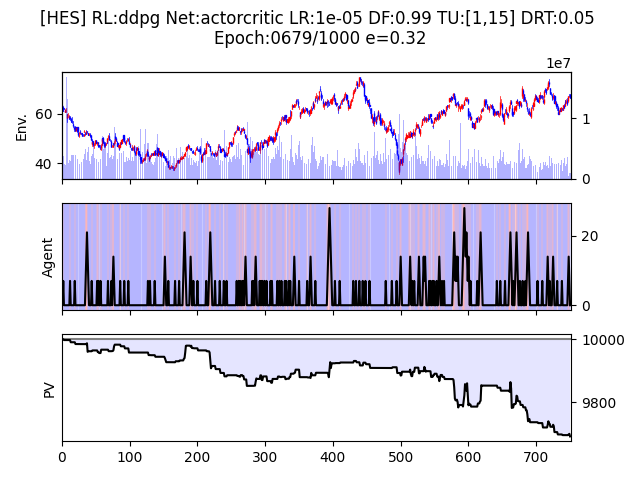 [HES] RL:ddpg Net:actorcritic LR:1e-05 DF:0.99 TU:[1,15] DRT:0.05
Epoch:0679/1000 e=0.32
1e7
Env.
60
40
1
0
Agent
20
0
PV
10000
9800
0 100 200 300 400 500 600 700